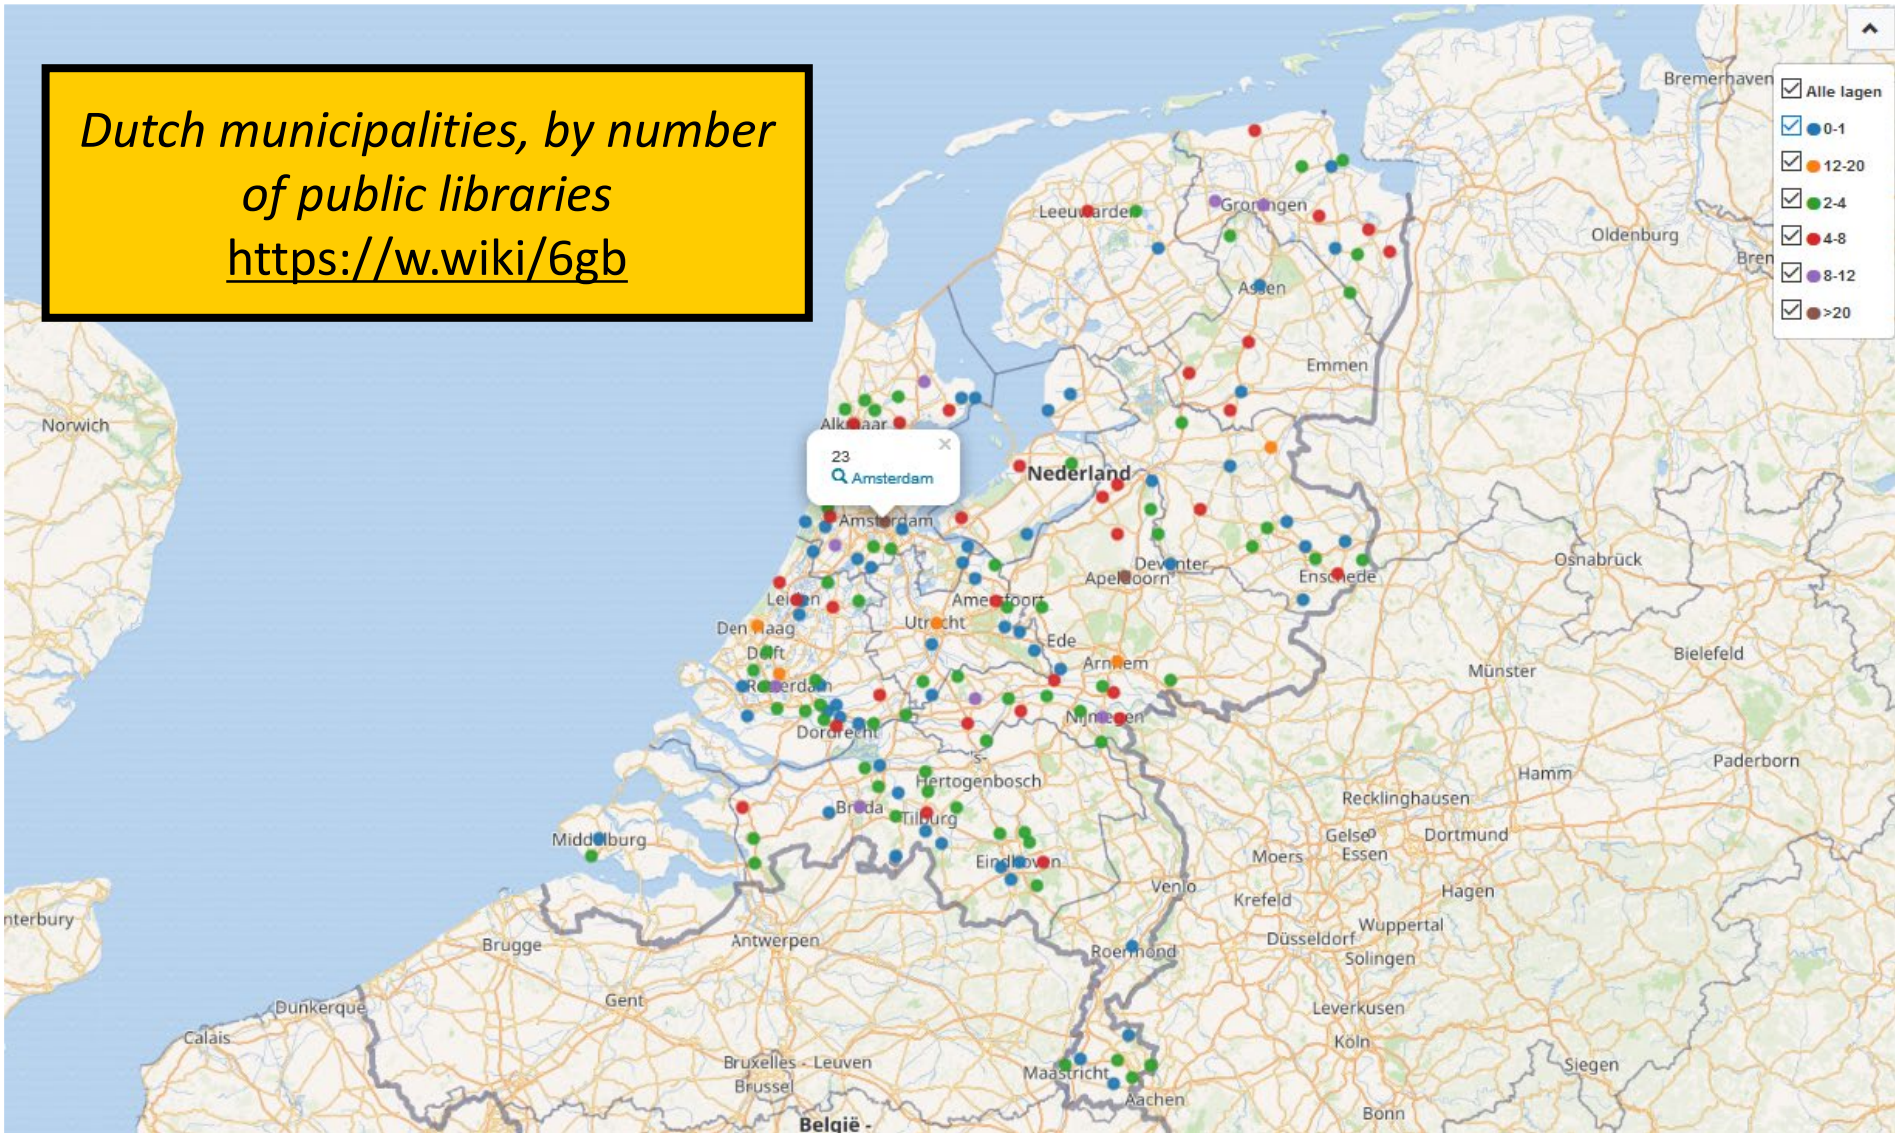 Dutch municipalities, by number
of public libraries
https://w.wiki/6gb
Alle lagen
0-1
12-20
2-4
4-8
8-12
>20
23
Amsterdam
Bremerhaven
Oldenburg
Leeuwarden
Groningen
Assen
Emmen
Norwich
Alkmaar
Nederland
Amsterdam
Osnabrück
Deventer
Apeldoorn
Enschede
Leiden
Amersfoort
Den Haag
Utrecht
Ede
Delft
Arnhem
Bielefeld
Münster
Rotterdam
Nijmegen
Dordrecht
's-
Hertogenbosch
Paderborn
Hamm
Recklinghausen
Breda
Tilburg
Middelburg
Gelse
Dortmund
Essen
Moers
Eindhoven
Venlo
Hagen
Krefeld
nterbury
Wuppertal
Düsseldorf
Brugge
Antwerpen
Roermond
Solingen
Gent
Dunkerque
Leverkusen
Calais
Köln
Bruxelles - Leuven
Brussel
Maastricht
Siegen
Aachen
Bonn
België -
Bren